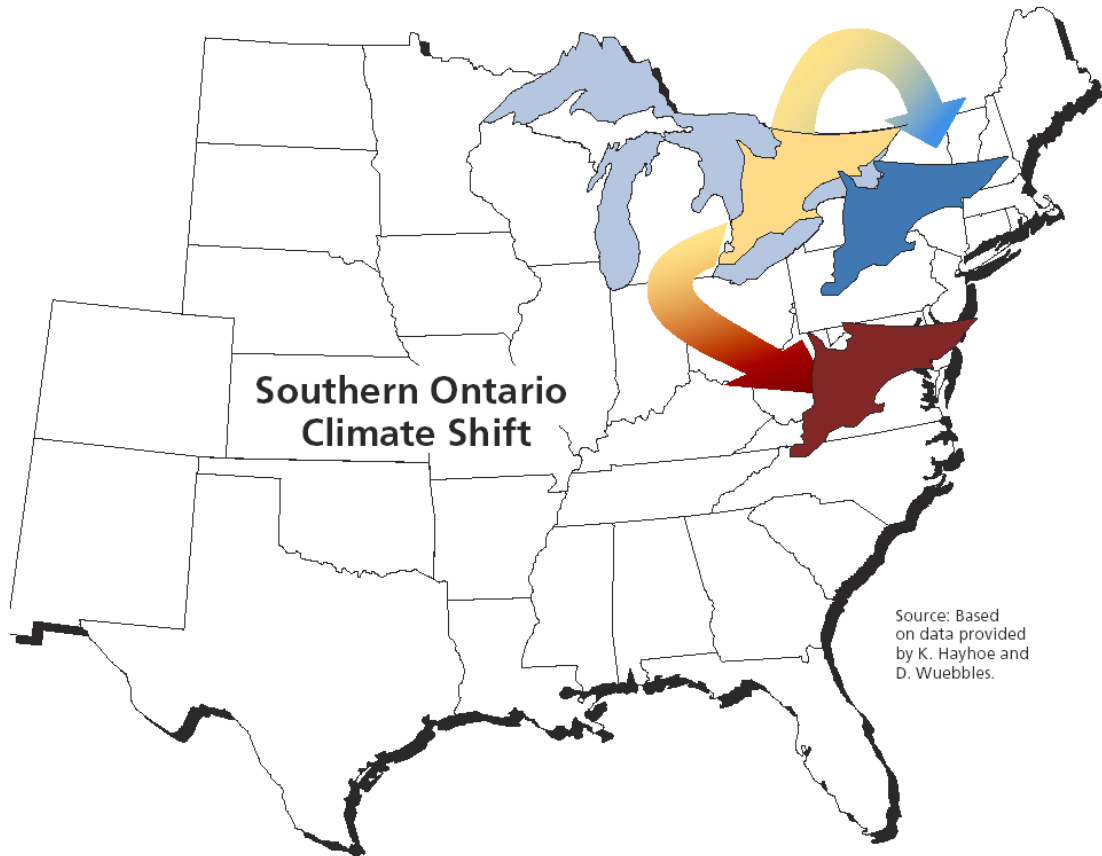 Southern Ontario
Climate Shift
Source: Based
on data provided
by K. Hayhoe and
D. Wuebbles.